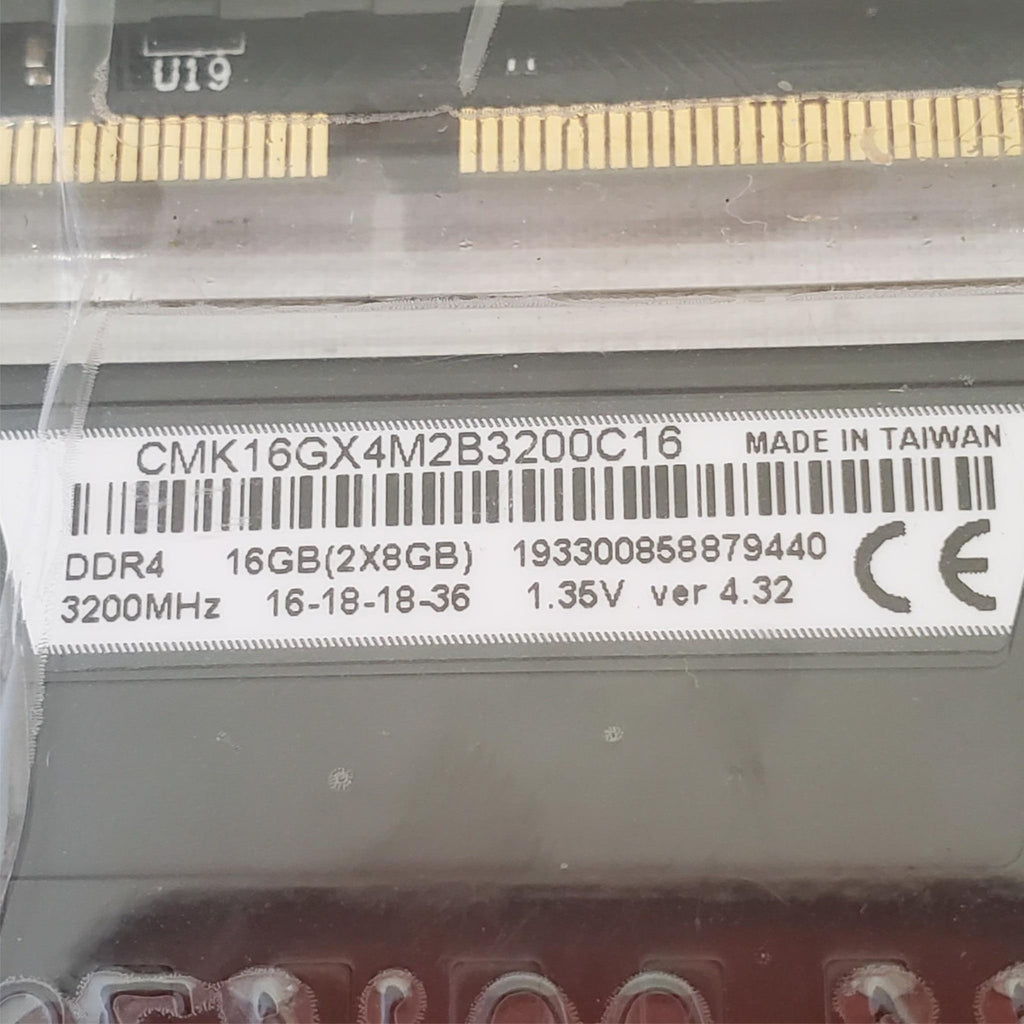 U19
CMK16GX4M2B3200C16 MADE IN TAIWAN
DDR4 16GB(2X8GB) 193300858879440
3200MHz 16-18-18-36 1.35V ver 4.32
CE